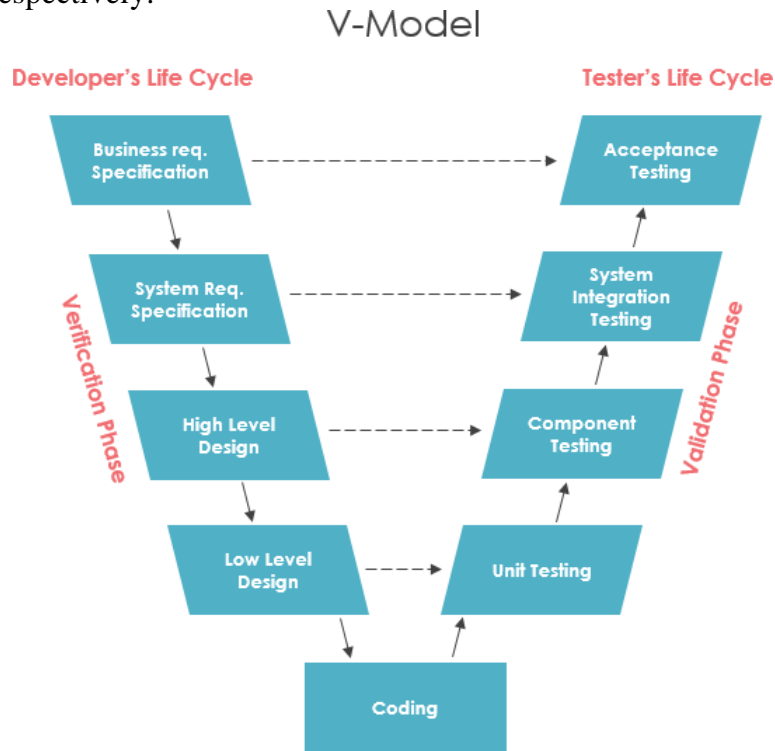 espectively.
V-Model
Developer's Life Cycle
Tester's Life Cycle
Business req.
Specification
Acceptance
Testing
System Req.
Specification
System
Integration
Testing
Verification Phase
Validation Phase
High Level
Design
Component
Testing
Low Level
Design
Unit Testing
Coding